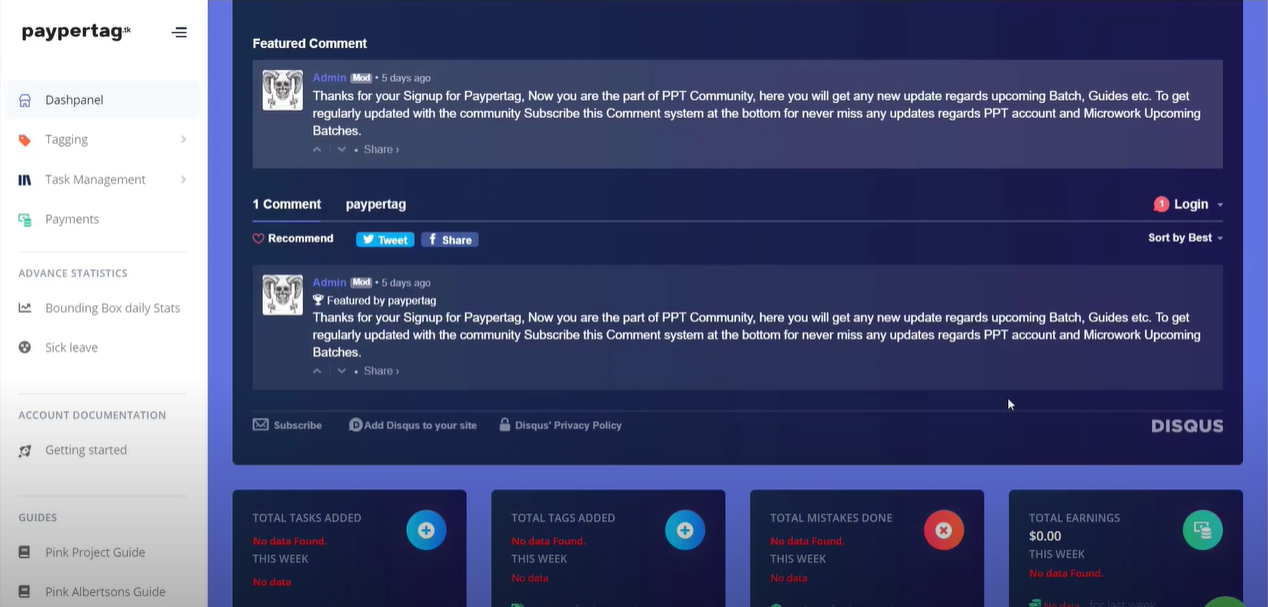 paypertag.tk
Dashpanel
Tagging
Task Management
Payments
ADVANCE STATISTICS
Bounding Box daily Stats
Sick leave
ACCOUNT DOCUMENTATION
Getting started
GUIDES
Pink Project Guide
Pink Albertsons Guide
Featured Comment
Admin Mod • 5 days ago
Thanks for your Signup for Paypertag, Now you are the part of PPT Community, here you will get any new update regards upcoming Batch, Guides etc. To get
regularly updated with the community Subscribe this Comment system at the bottom for never miss any updates regards PPT account and Microwork Upcoming
Batches.
• Share ›
1 Comment paypertag 1 Login
Recommend Tweet f Share Sort by Best
Admin Mod • 5 days ago
Featured by paypertag
Thanks for your Signup for Paypertag, Now you are the part of PPT Community, here you will get any new update regards upcoming Batch, Guides etc. To get
regularly updated with the community Subscribe this Comment system at the bottom for never miss any updates regards PPT account and Microwork Upcoming
Batches.
• Share ›
Subscribe D Add Disqus to your site Disqus' Privacy Policy DISQUS
TOTAL TASKS ADDED
No data Found.
THIS WEEK
No data
TOTAL TAGS ADDED
No data Found.
THIS WEEK
No data
TOTAL MISTAKES DONE
No data Found.
THIS WEEK
No data
TOTAL EARNINGS
$0.00
THIS WEEK
No data Found.
No data for last week